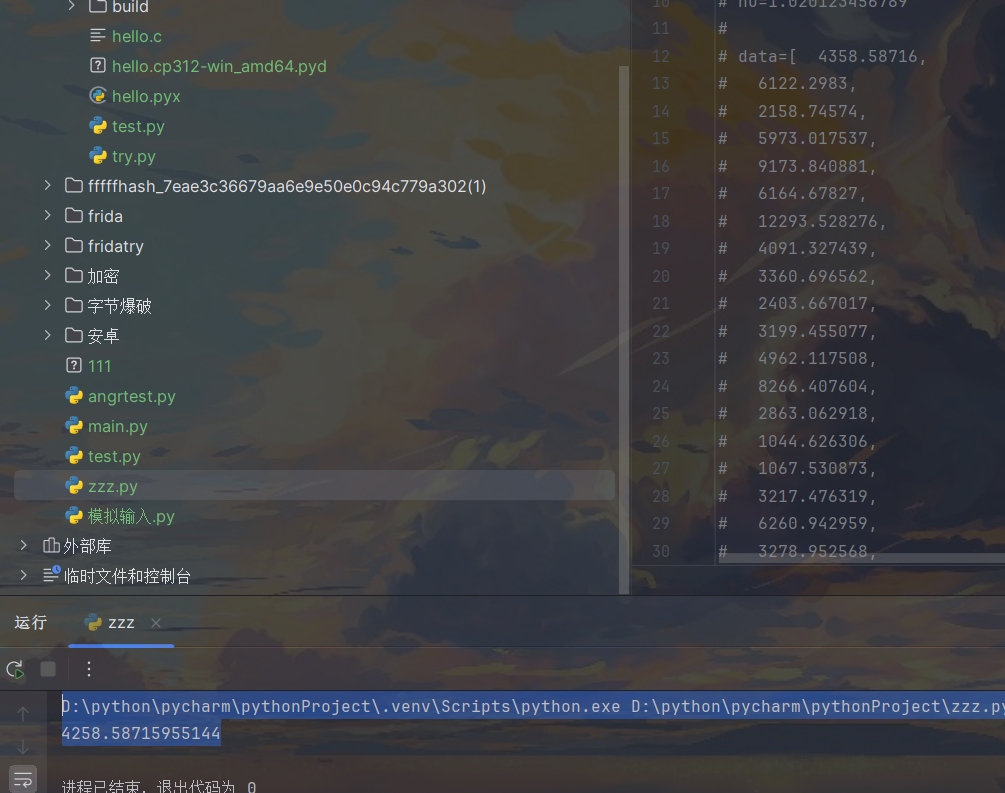 build
hello.c
hello.cp312-win_amd64.pyd
hello.pyx
test.py
try.py
fffffhash_7eae3c36679aa6e9e50e0c94c779a302(1)
frida
fridatry
加密
字节爆破
安卓
111
angrtest.py
main.py
test.py
zzz.py
模拟输入.py
外部库
临时文件和控制台
10 # h0=1.020123456789
11 #
12 # data=[ 4358.58716,
13 # 6122.2983,
14 # 2158.74574,
15 # 5973.017537,
16 # 9173.840881,
17 # 6164.67827,
18 # 12293.528276,
19 # 4091.327439,
20 # 3360.696562,
21 # 2403.667017,
22 # 3199.455077,
23 # 4962.117508,
24 # 8266.407604,
25 # 2863.062918,
26 # 1044.626306,
27 # 1067.530873,
28 # 3217.476319,
29 # 6260.942959,
30 # 3278.952568,
运行 zzz
D:\python\pycharm\pythonProject\.venv\Scripts\python.exe D:\python\pycharm\pythonProject\zzz.py
4258.58715955144
进程已结束，退出代码为 0